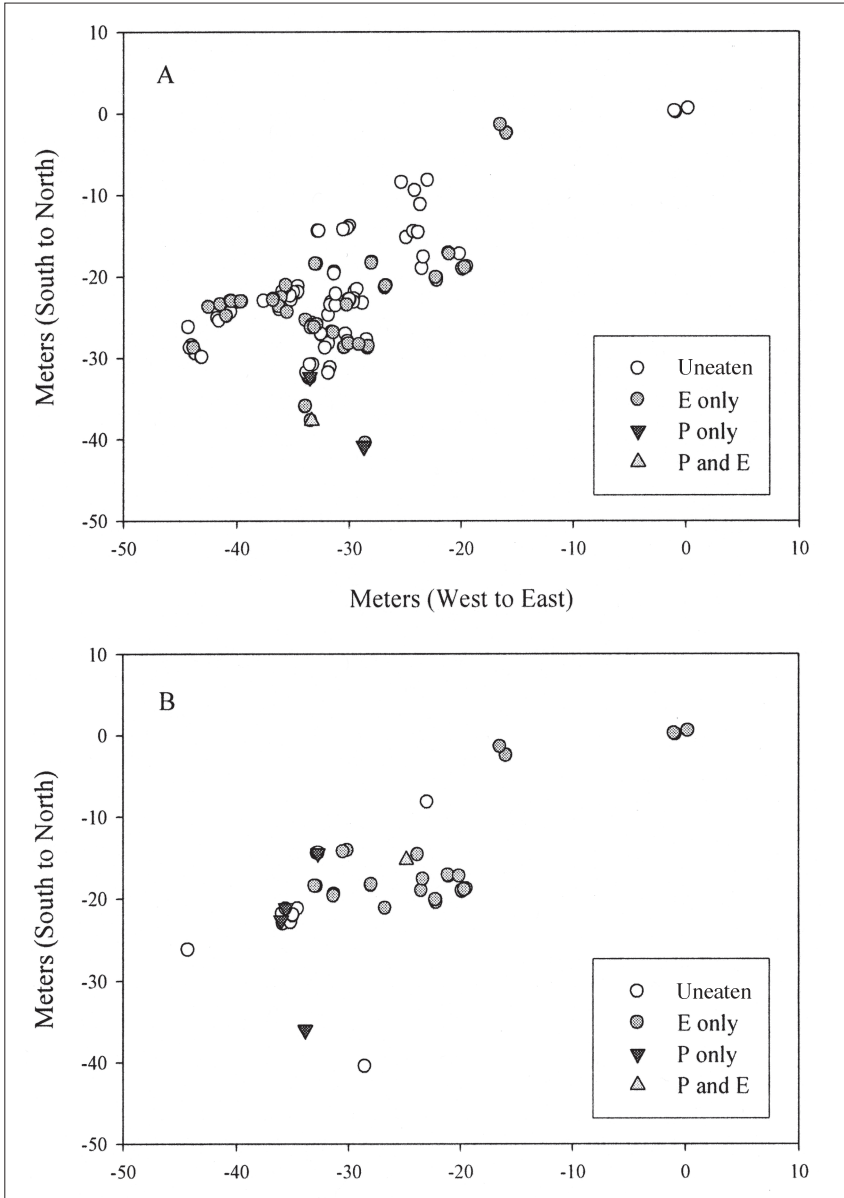 10
A
0
-10
-20
-30
-40
-50
Meters (South to North)
Uneaten
E only
P only
P and E
-50 -40 -30 -20 -10 0 10
Meters (West to East)
10
B
0
-10
-20
-30
-40
-50
Meters (South to North)
Uneaten
E only
P only
P and E
-50 -40 -30 -20 -10 0 10